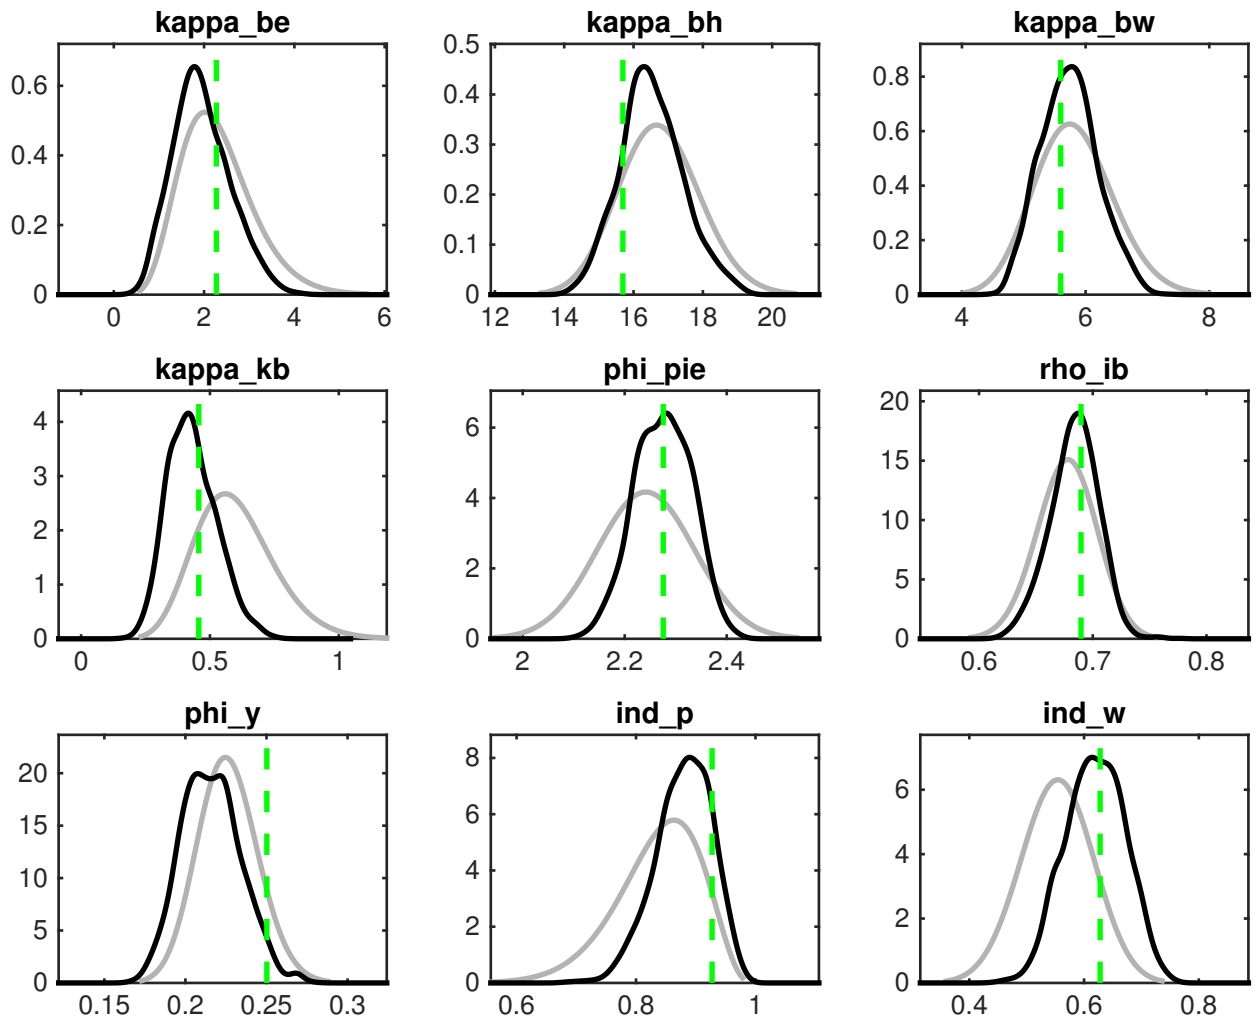 kappa_be kappa_bh kappa_bw
0.6 0.4 0.2 0
0 2 4 6
0.5 0.4 0.3 0.2 0.1 0
12 14 16 18 20
0.8 0.6 0.4 0.2 0
4 6 8
kappa_kb phi_pie rho_ib
4 3 2 1 0
0 0.5 1
6 4 2 0
2 2.2 2.4
20 15 10 5 0
0.6 0.7 0.8
phi_y ind_p ind_w
20 15 10 5 0
0.15 0.2 0.25 0.3
8 6 4 2 0
0.6 0.8 1
6 4 2 0
0.4 0.6 0.8